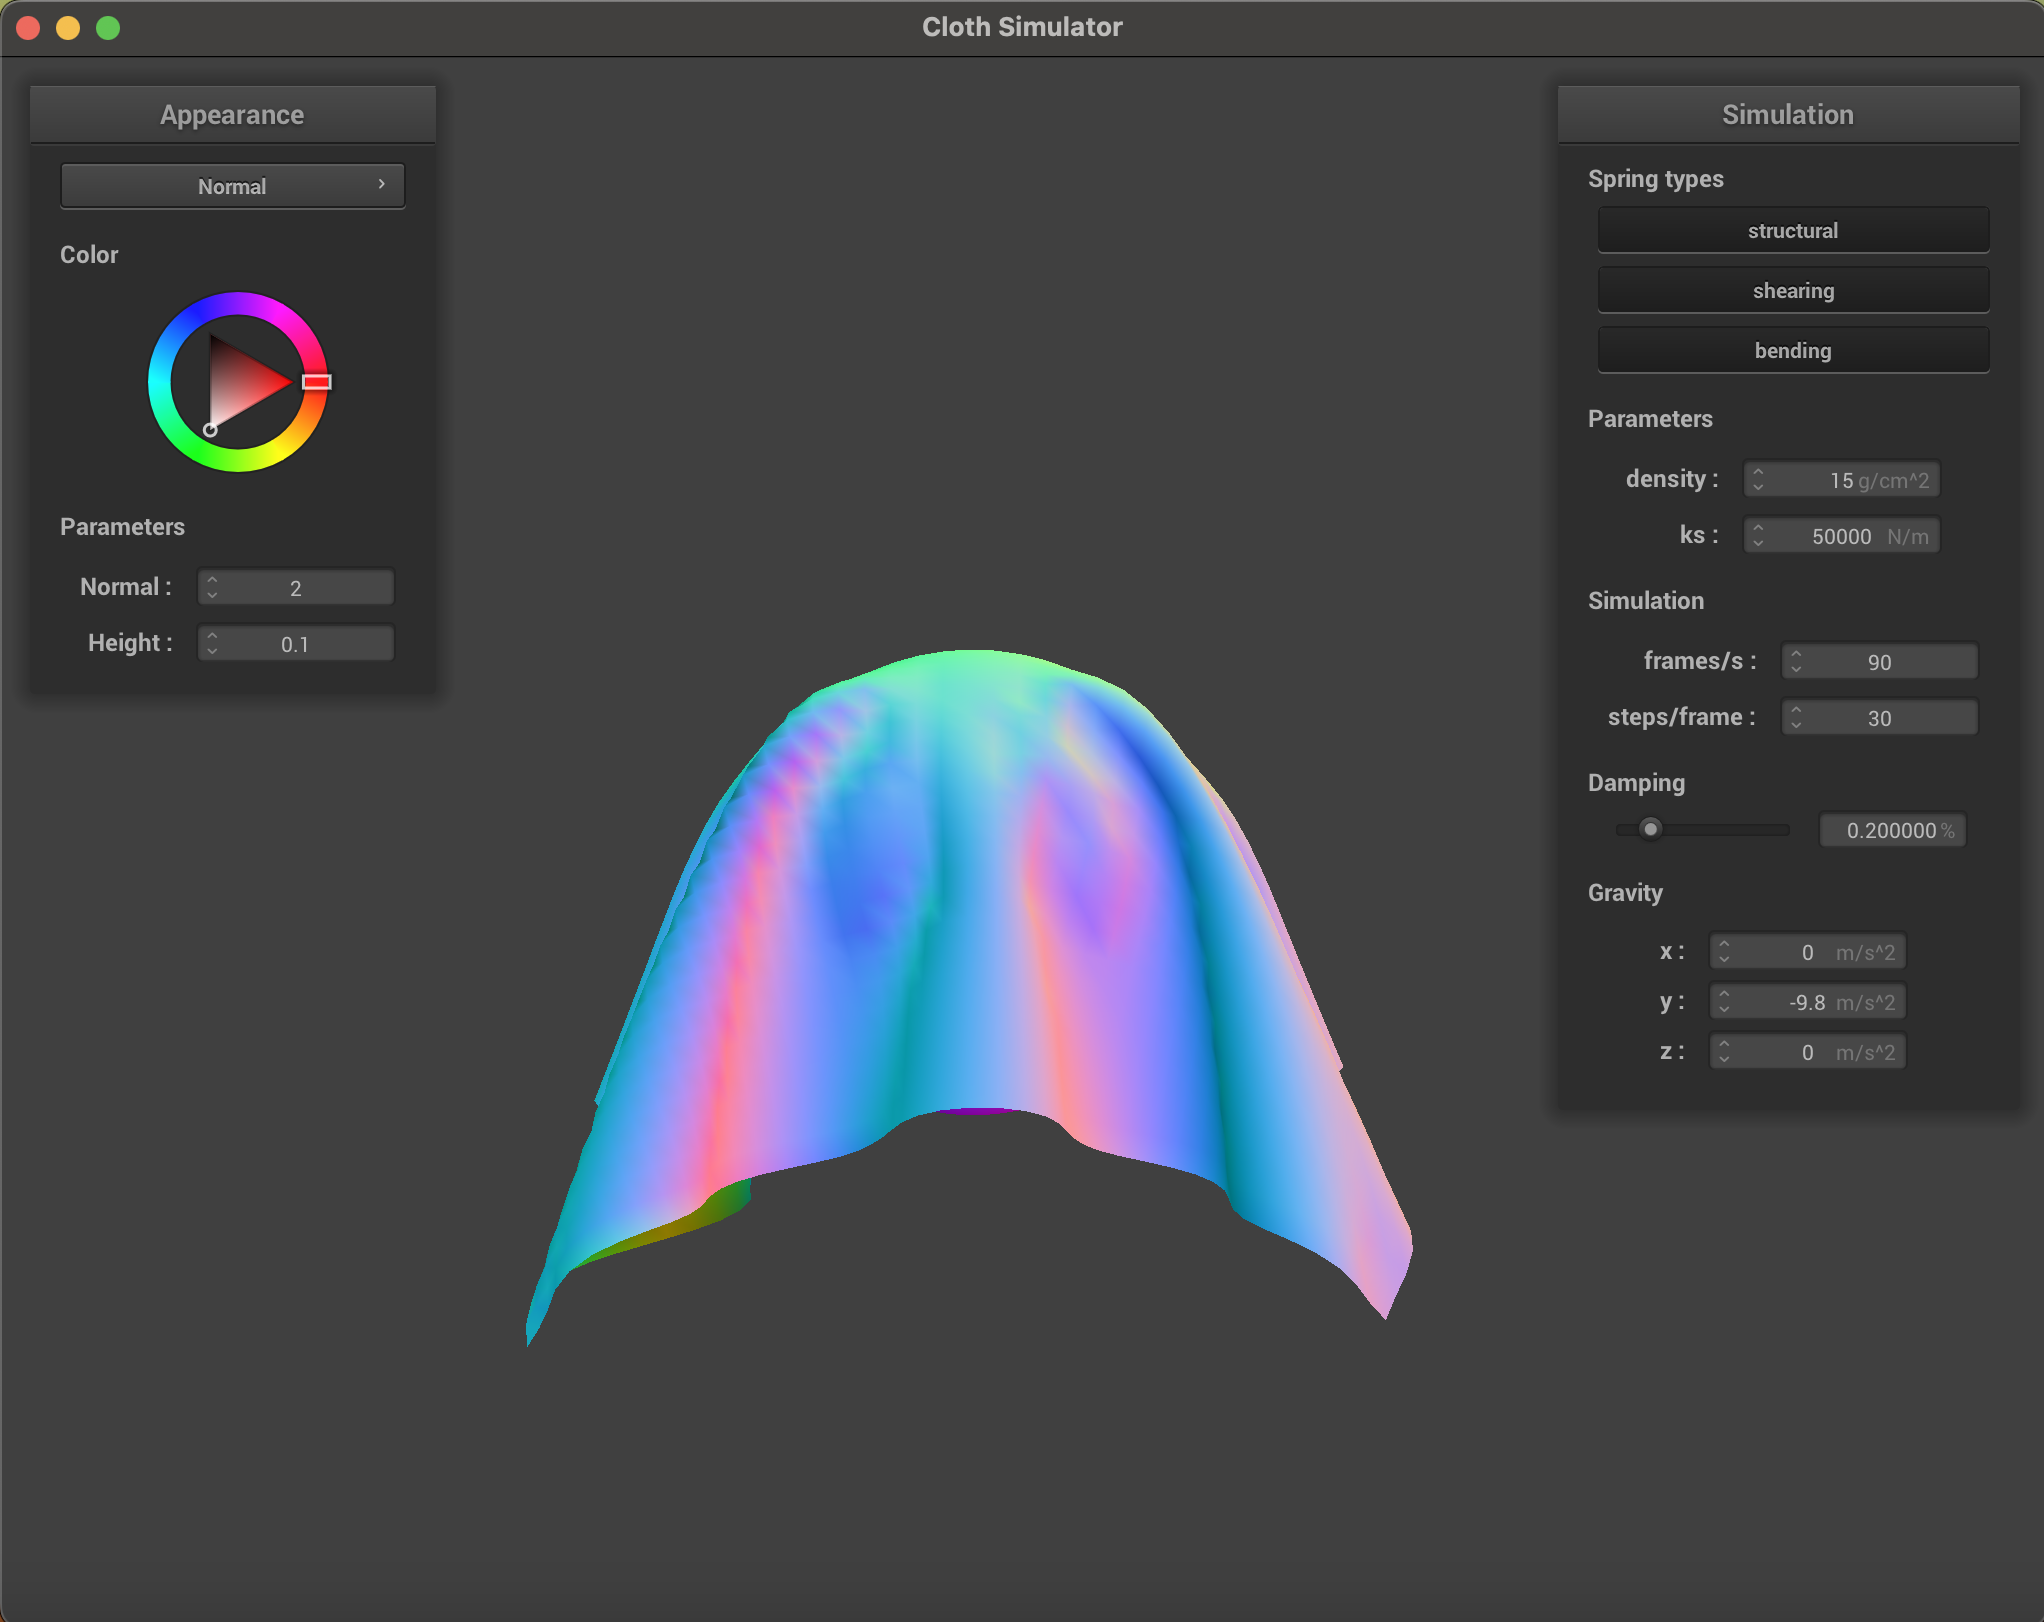 Cloth Simulator
Appearance
Normal
Color
Parameters
Normal : 2
Height : 0.1
Simulation
Spring types
structural
shearing
bending
Parameters
density : 15 g/cm^2
ks : 50000 N/m
Simulation
frames/s : 90
steps/frame : 30
Damping
0.200000 %
Gravity
x : 0 m/s^2
y : -9.8 m/s^2
z : 0 m/s^2